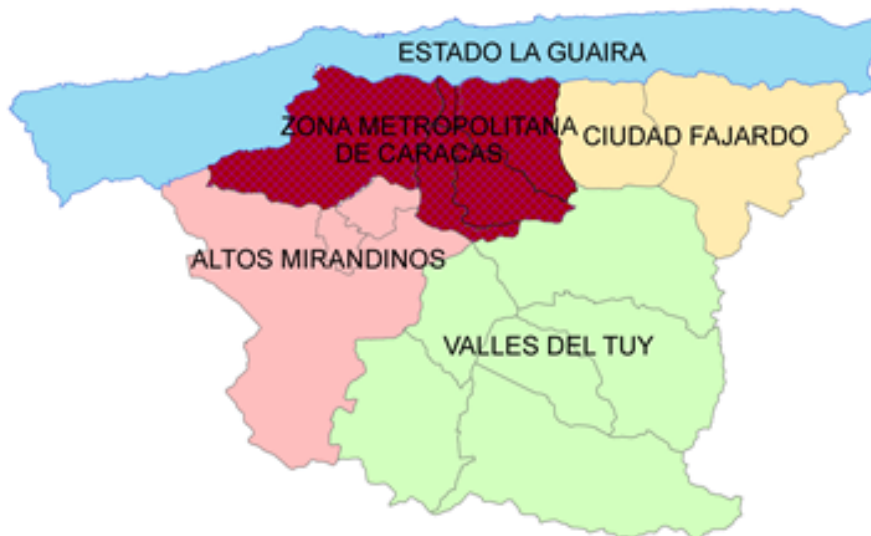 ESTADO LA GUAIRA
ZONA METROPOLITANA
DE CARACAS
CIUDAD FAJARDO
ALTOS MIRANDINOS
VALLES DEL TUY